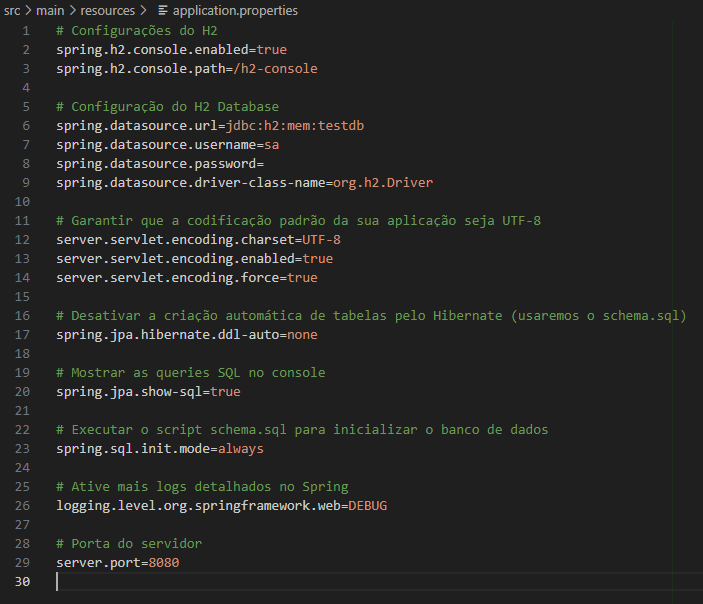 src > main > resources > application.properties
1 # Configurações do H2
2 spring.h2.console.enabled=true
3 spring.h2.console.path=/h2-console
4
5 # Configuração do H2 Database
6 spring.datasource.url=jdbc:h2:mem:testdb
7 spring.datasource.username=sa
8 spring.datasource.password=
9 spring.datasource.driver-class-name=org.h2.Driver
10
11 # Garantir que a codificação padrão da sua aplicação seja UTF-8
12 server.servlet.encoding.charset=UTF-8
13 server.servlet.encoding.enabled=true
14 server.servlet.encoding.force=true
15
16 # Desativar a criação automática de tabelas pelo Hibernate (usaremos o schema.sql)
17 spring.jpa.hibernate.ddl-auto=none
18
19 # Mostrar as queries SQL no console
20 spring.jpa.show-sql=true
21
22 # Executar o script schema.sql para inicializar o banco de dados
23 spring.sql.init.mode=always
24
25 # Ative mais logs detalhados no Spring
26 logging.level.org.springframework.web=DEBUG
27
28 # Porta do servidor
29 server.port=8080
30